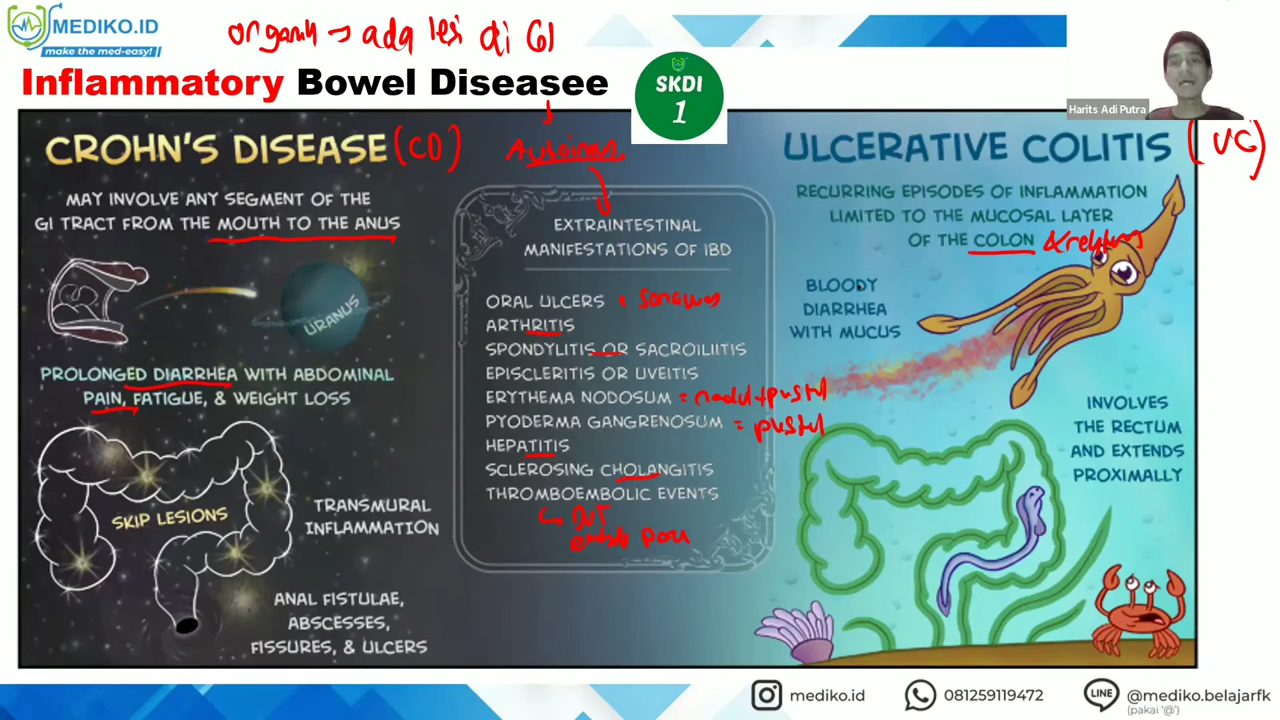 MEDIKO.ID
make the med-easy!
organik → ada lesi di GI
Inflammatory Bowel Diseasee
SKDI
1
Harits Adi Putra
CROHN'S DISEASE (CD)
MAY INVOLVE ANY SEGMENT OF THE
GI TRACT FROM THE MOUTH TO THE ANUS
URANUS
PROLONGED DIARRHEA WITH ABDOMINAL
PAIN, FATIGUE, & WEIGHT LOSS
SKIP LESIONS
TRANSMURAL
INFLAMMATION
ANAL FISTULAE,
ABSCESSES,
FISSURES, & ULCERS
EXTRAINTESTINAL
MANIFESTATIONS OF IBD
ORAL ULCERS = sariawan
ARTHRITIS
SPONDYLITIS OR SACROILIITIS
EPISCLERITIS OR UVEITIS
ERYTHEMA NODOSUM = nodul + pustul
PYODERMA GANGRENOSUM = pustul
HEPATITIS
SCLEROSING CHOLANGITIS
THROMBOEMBOLIC EVENTS
↳ DVT
emboli paru
ULCERATIVE COLITIS (UC)
RECURRING EPISODES OF INFLAMMATION
LIMITED TO THE MUCOSAL LAYER
OF THE COLON & rektum
BLOODY
DIARRHEA
WITH MUCUS
INVOLVES
THE RECTUM
AND EXTENDS
PROXIMALLY
mediko.id
081259119472
LINE
@mediko.belajarfk
(pakai '@')